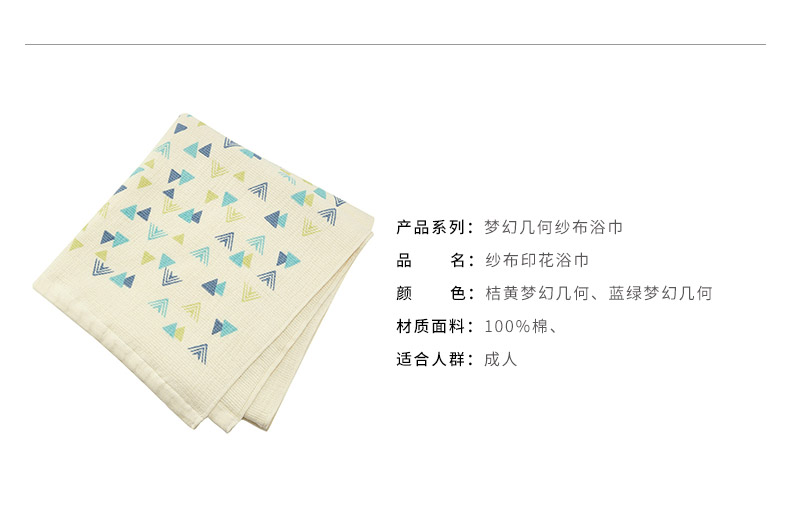 产品系列：梦幻几何纱布浴巾
品　　名：纱布印花浴巾
颜　　色：桔黄梦幻几何、蓝绿梦幻几何
材质面料：100%棉、
适合人群：成人